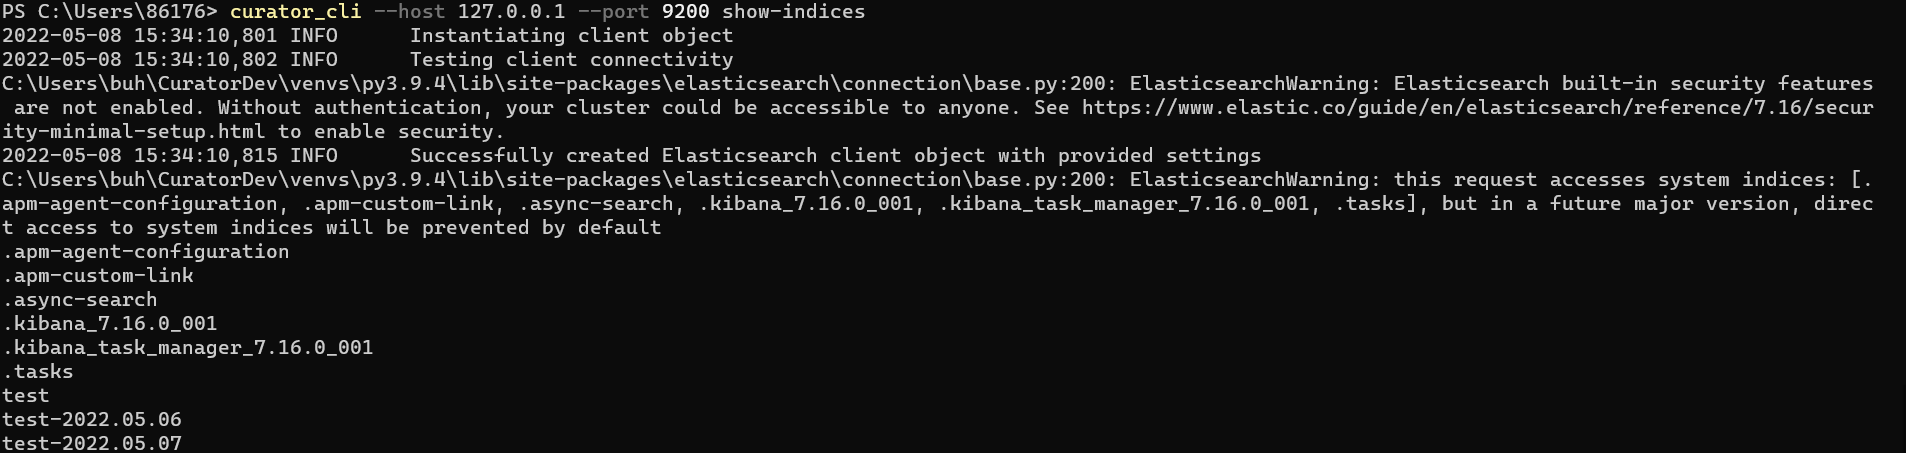 PS C:\Users\86176> curator_cli --host 127.0.0.1 --port 9200 show-indices
2022-05-08 15:34:10,801 INFO      Instantiating client object
2022-05-08 15:34:10,802 INFO      Testing client connectivity
C:\Users\buh\CuratorDev\venvs\py3.9.4\lib\site-packages\elasticsearch\connection\base.py:200: ElasticsearchWarning: Elasticsearch built-in security features
 are not enabled. Without authentication, your cluster could be accessible to anyone. See https://www.elastic.co/guide/en/elasticsearch/reference/7.16/secur
ity-minimal-setup.html to enable security.
2022-05-08 15:34:10,815 INFO      Successfully created Elasticsearch client object with provided settings
C:\Users\buh\CuratorDev\venvs\py3.9.4\lib\site-packages\elasticsearch\connection\base.py:200: ElasticsearchWarning: this request accesses system indices: [.
apm-agent-configuration, .apm-custom-link, .async-search, .kibana_7.16.0_001, .kibana_task_manager_7.16.0_001, .tasks], but in a future major version, direc
t access to system indices will be prevented by default
.apm-agent-configuration
.apm-custom-link
.async-search
.kibana_7.16.0_001
.kibana_task_manager_7.16.0_001
.tasks
test
test-2022.05.06
test-2022.05.07